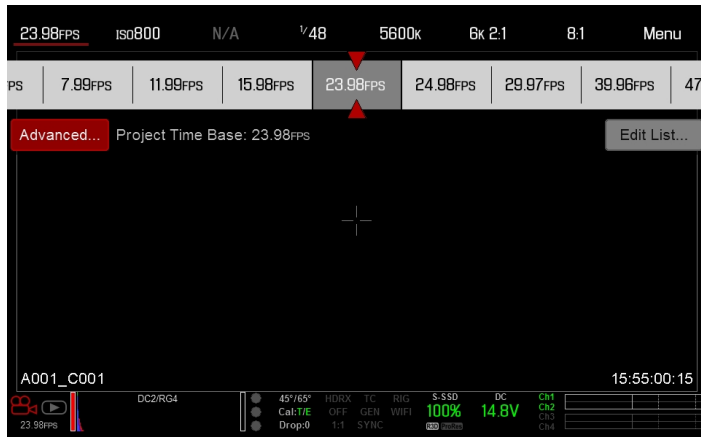 23.98FPS ISO800 N/A 1/48 5600K 6K 2:1 8:1 Menu
PS 7.99FPS 11.99FPS 15.98FPS 23.98FPS 24.98FPS 29.97FPS 39.96FPS 47
Advanced... Project Time Base: 23.98FPS Edit List...
A001_C001 15:55:00:15
DC2/RG4 45°/65° HDRX TC RIG S-SSD DC Ch1
Cal:T/E OFF GEN WIFI 100% 14.8V Ch2
Ch3
23.98FPS Drop:0 1:1 SYNC R3D ProRes Ch4